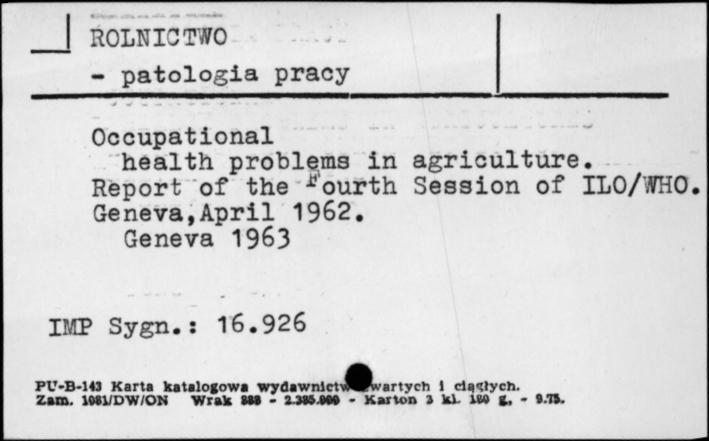 ROLNICTWO
- patologia pracy
Occupational
health problems in agriculture.
Report of the Fourth Session of ILO/WHO.
Geneva,April 1962.
Geneva 1963
IMP Sygn.: 16.926
PU-B-143 Karta katalogowa wydawnictw zwartych i ciągłych.
Zam. 1081/DW/ON Wrak 888 - 2.385.000 - Karton 3 kl. 180 g. - 9.75.